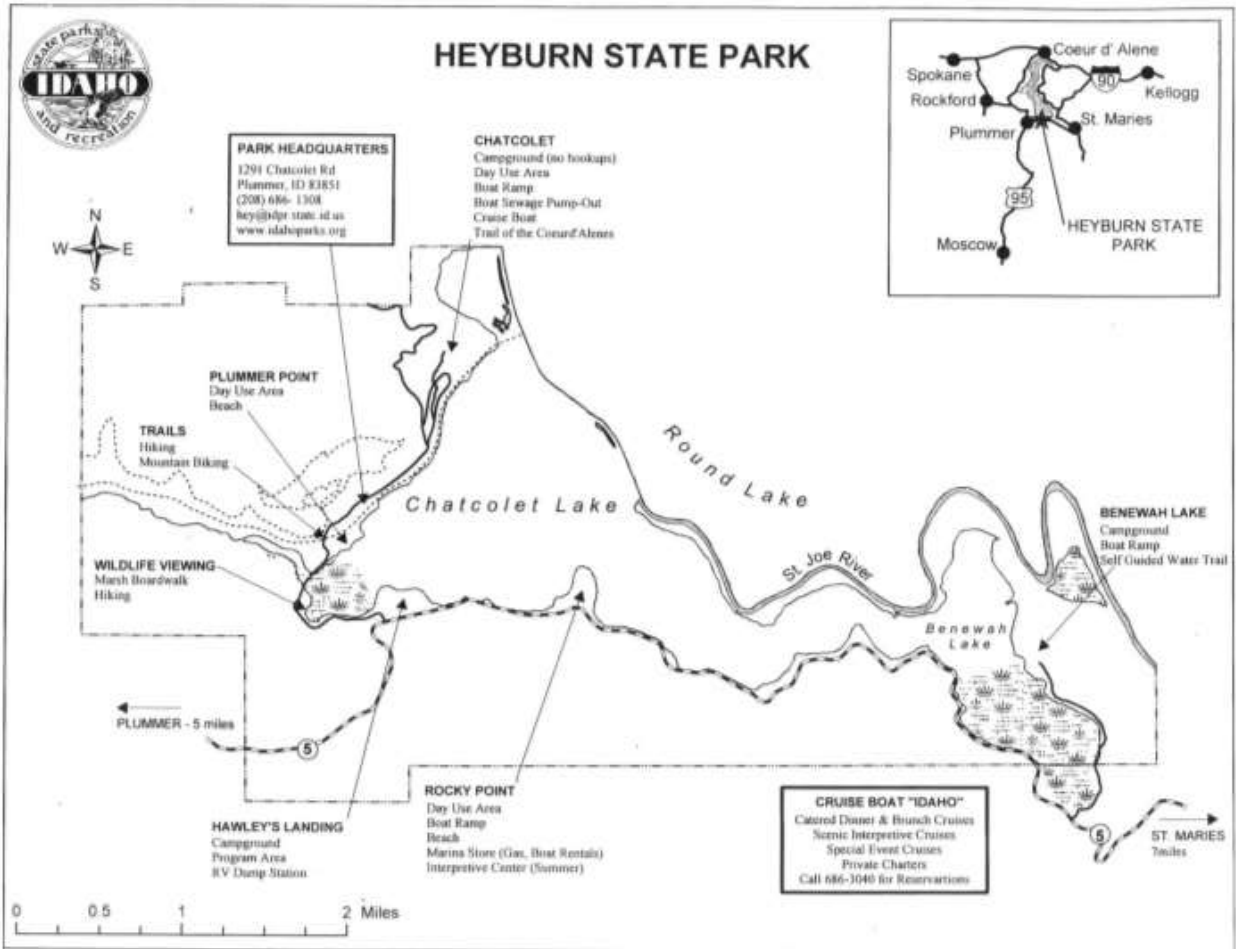 state parks
IDAHO
and recreation
HEYBURN STATE PARK
Coeur d' Alene
Spokane
90
Kellogg
Rockford
St. Maries
Plummer
95
HEYBURN STATE
PARK
Moscow
PARK HEADQUARTERS
1291 Chatcolet Rd
Plummer, ID 83851
(208) 686- 1308
hey@idpr.state.id.us
www.idahoparks.org
CHATCOLET
Campground (no hookups)
Day Use Area
Boat Ramp
Boat Sewage Pump-Out
Cruise Boat
Trail of the Coeurd'Alenes
N
W E
S
PLUMMER POINT
Day Use Area
Beach
TRAILS
Hiking
Mountain Biking
Round Lake
Chatcolet Lake
WILDLIFE VIEWING
Marsh Boardwalk
Hiking
St. Joe River
BENEWAH LAKE
Campground
Boat Ramp
Self Guided Water Trail
Benewah
Lake
PLUMMER - 5 miles
5
HAWLEY'S LANDING
Campground
Program Area
RV Dump Station
ROCKY POINT
Day Use Area
Boat Ramp
Beach
Marina Store (Gas, Boat Rentals)
Interpretive Center (Summer)
CRUISE BOAT "IDAHO"
Catered Dinner & Brunch Cruises
Scenic Interpretive Cruises
Special Event Cruises
Private Charters
Call 686-3040 for Reservartions
5
ST. MARIES
7miles
0 0.5 1 2 Miles